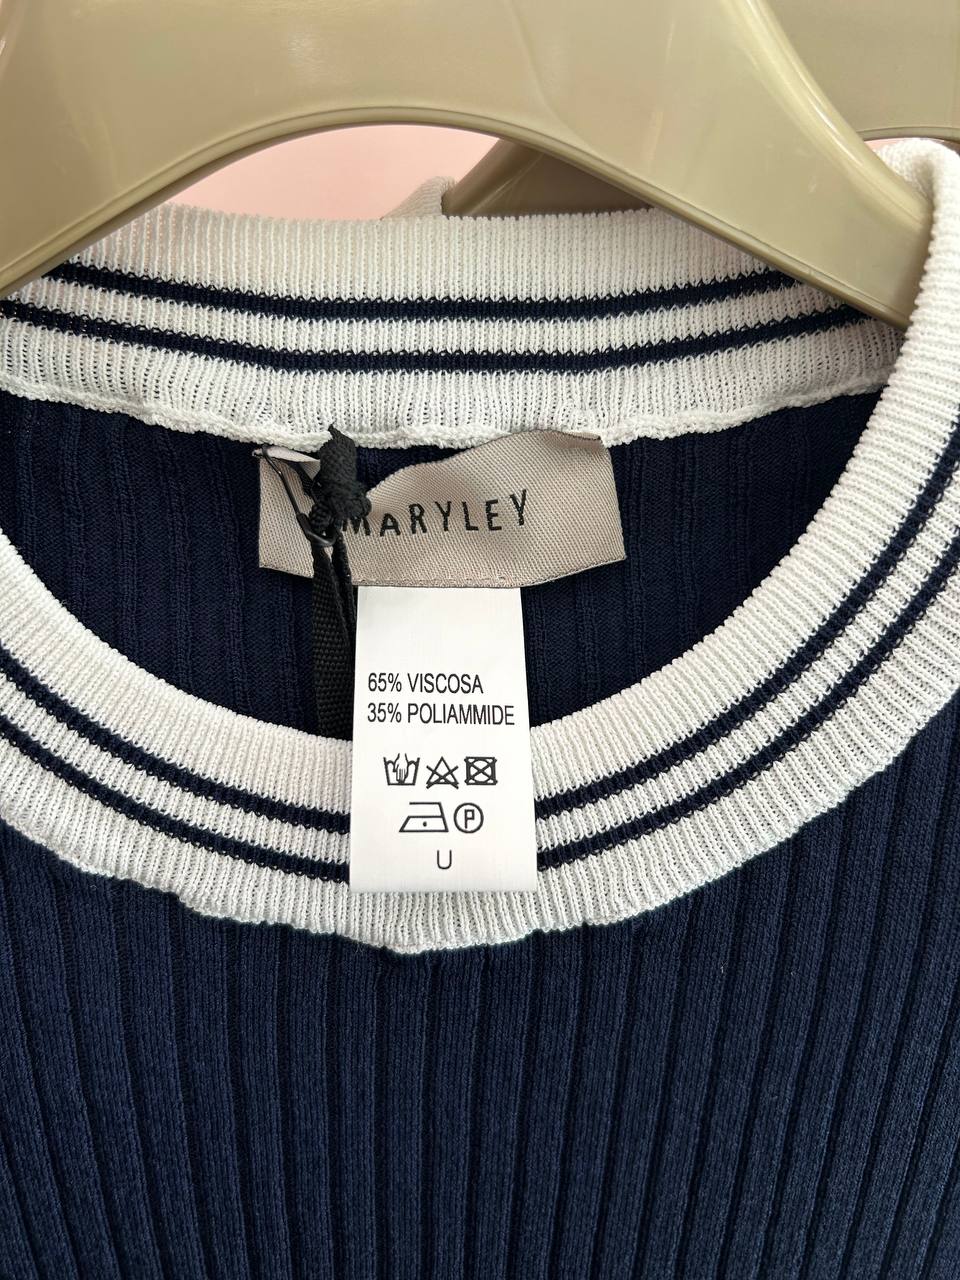 MARYLEY
65% VISCOSA
35% POLIAMMIDE
P
U